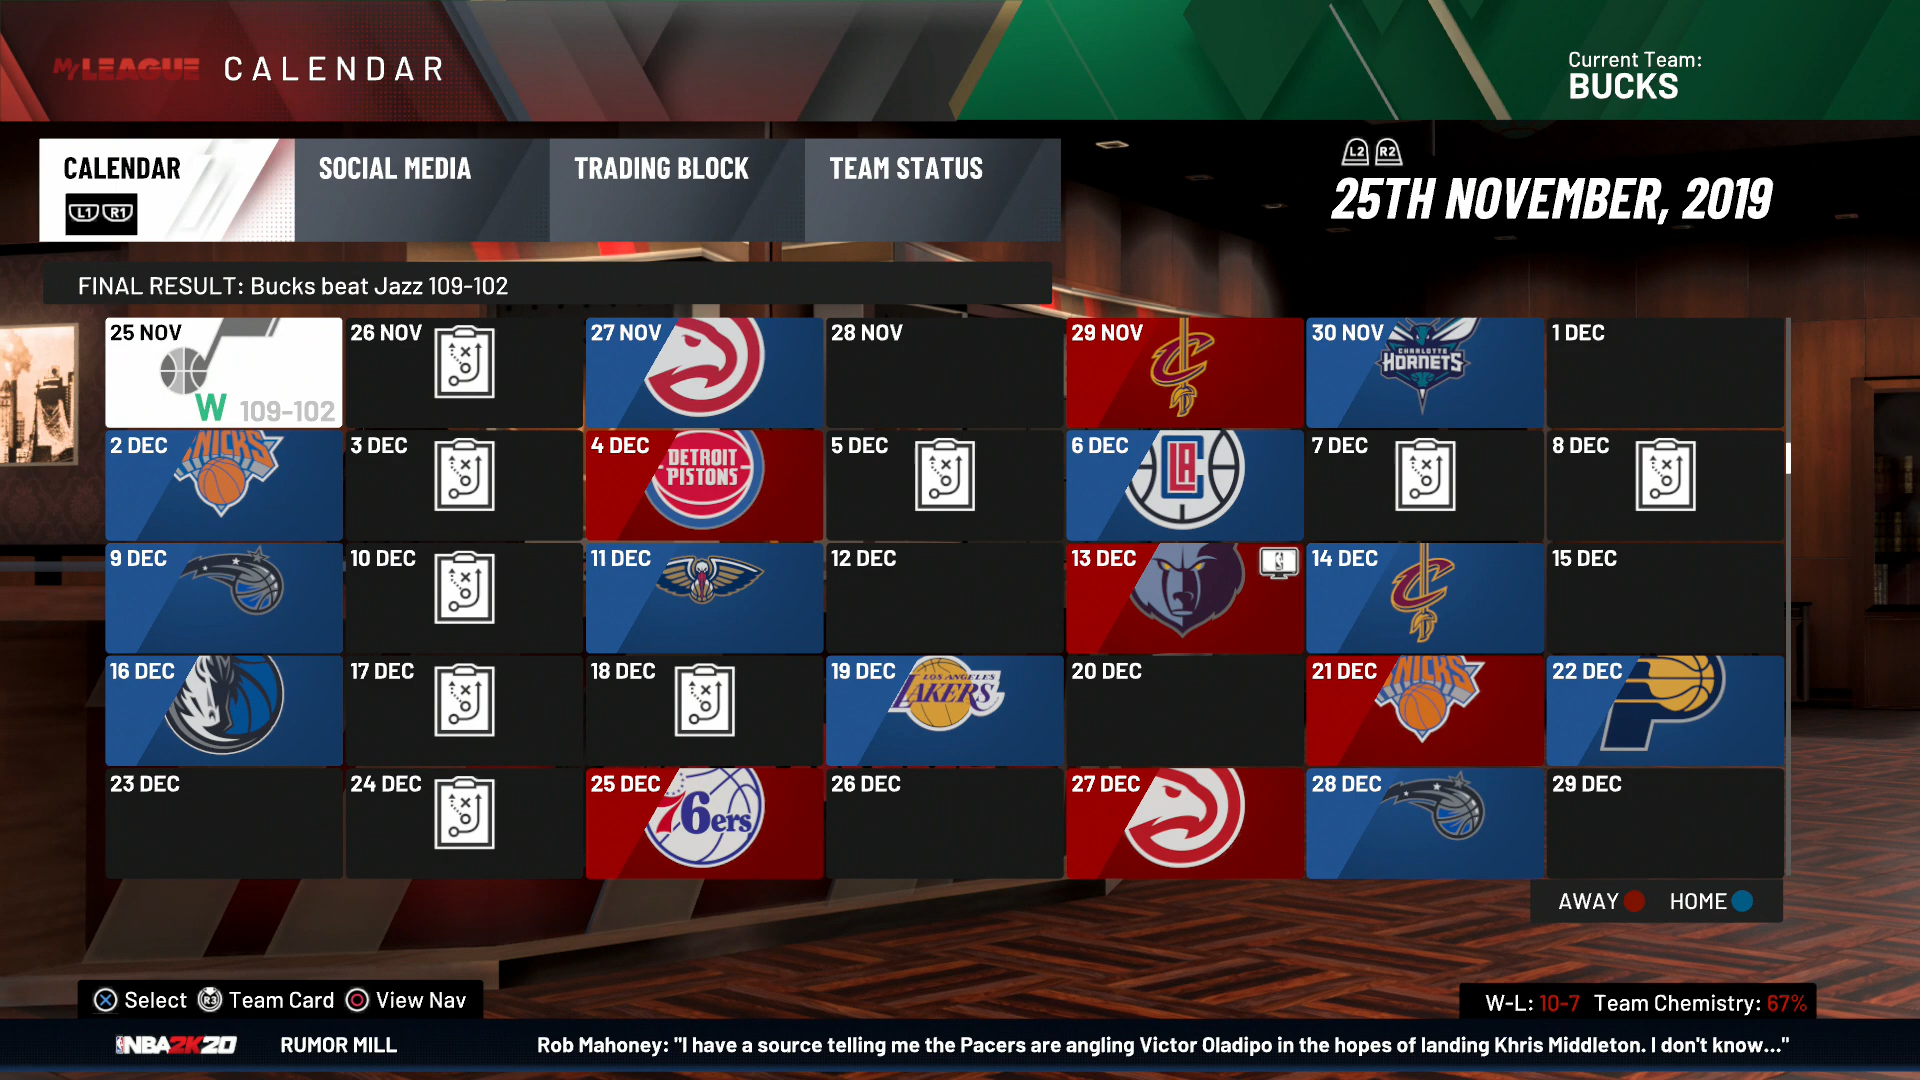 MyLEAGUE CALENDAR
Current Team:
BUCKS
CALENDAR
L1 R1
SOCIAL MEDIA
TRADING BLOCK
TEAM STATUS
L2 R2
25TH NOVEMBER, 2019
FINAL RESULT: Bucks beat Jazz 109-102
25 NOV
W 109-102
26 NOV
27 NOV
28 NOV
29 NOV
30 NOV
CHARLOTTE
HORNETS
1 DEC
2 DEC
NICKS
3 DEC
4 DEC
DETROIT
PISTONS
5 DEC
6 DEC
LA
7 DEC
8 DEC
9 DEC
10 DEC
11 DEC
12 DEC
13 DEC
14 DEC
15 DEC
16 DEC
17 DEC
18 DEC
19 DEC
LOS ANGELES
LAKERS
20 DEC
21 DEC
NICKS
22 DEC
23 DEC
24 DEC
25 DEC
76ers
26 DEC
27 DEC
28 DEC
29 DEC
AWAY HOME
Select R3 Team Card View Nav
W-L: 10-7 Team Chemistry: 67%
NBA2K20 RUMOR MILL Rob Mahoney: "I have a source telling me the Pacers are angling Victor Oladipo in the hopes of landing Khris Middleton. I don't know..."